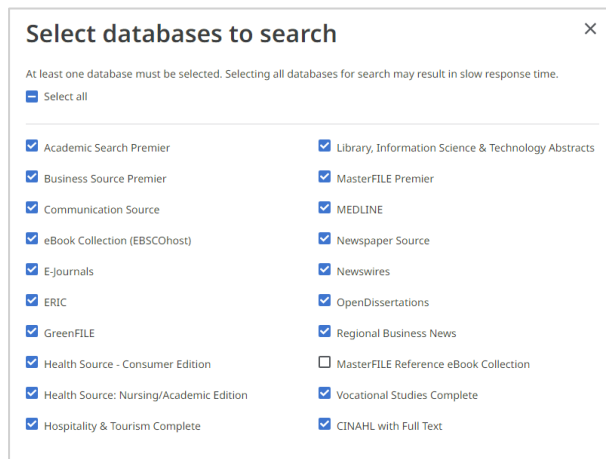 Select databases to search
At least one database must be selected. Selecting all databases for search may result in slow response time.
Select all
Academic Search Premier
Business Source Premier
Communication Source
eBook Collection (EBSCOhost)
E-Journals
ERIC
GreenFILE
Health Source - Consumer Edition
Health Source: Nursing/Academic Edition
Hospitality & Tourism Complete
Library, Information Science & Technology Abstracts
MasterFILE Premier
MEDLINE
Newspaper Source
Newswires
OpenDissertations
Regional Business News
MasterFILE Reference eBook Collection
Vocational Studies Complete
CINAHL with Full Text